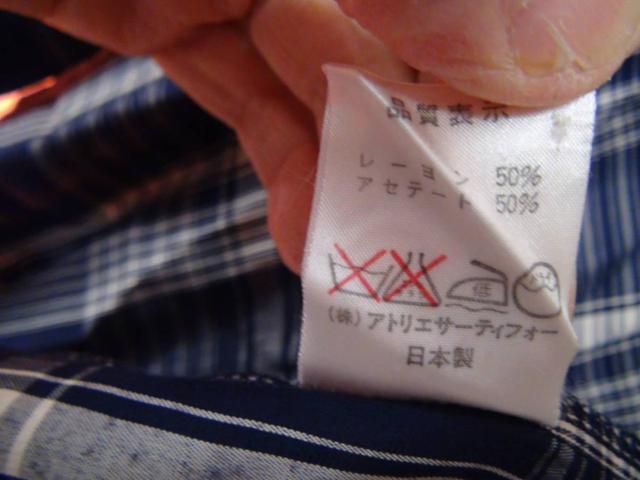 品質表示
レーヨン 50%
アセテート 50%
低
(株)アトリエサーティフォー
日本製